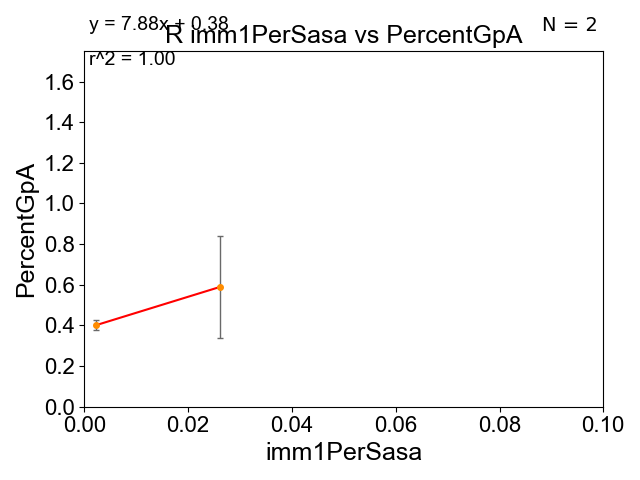 y = 7.88x + 0.38
N = 2
R imm1PerSasa vs PercentGpA
r^2 = 1.00
PercentGpA
1.6
1.4
1.2
1.0
0.8
0.6
0.4
0.2
0.0
0.00 0.02 0.04 0.06 0.08 0.10
imm1PerSasa